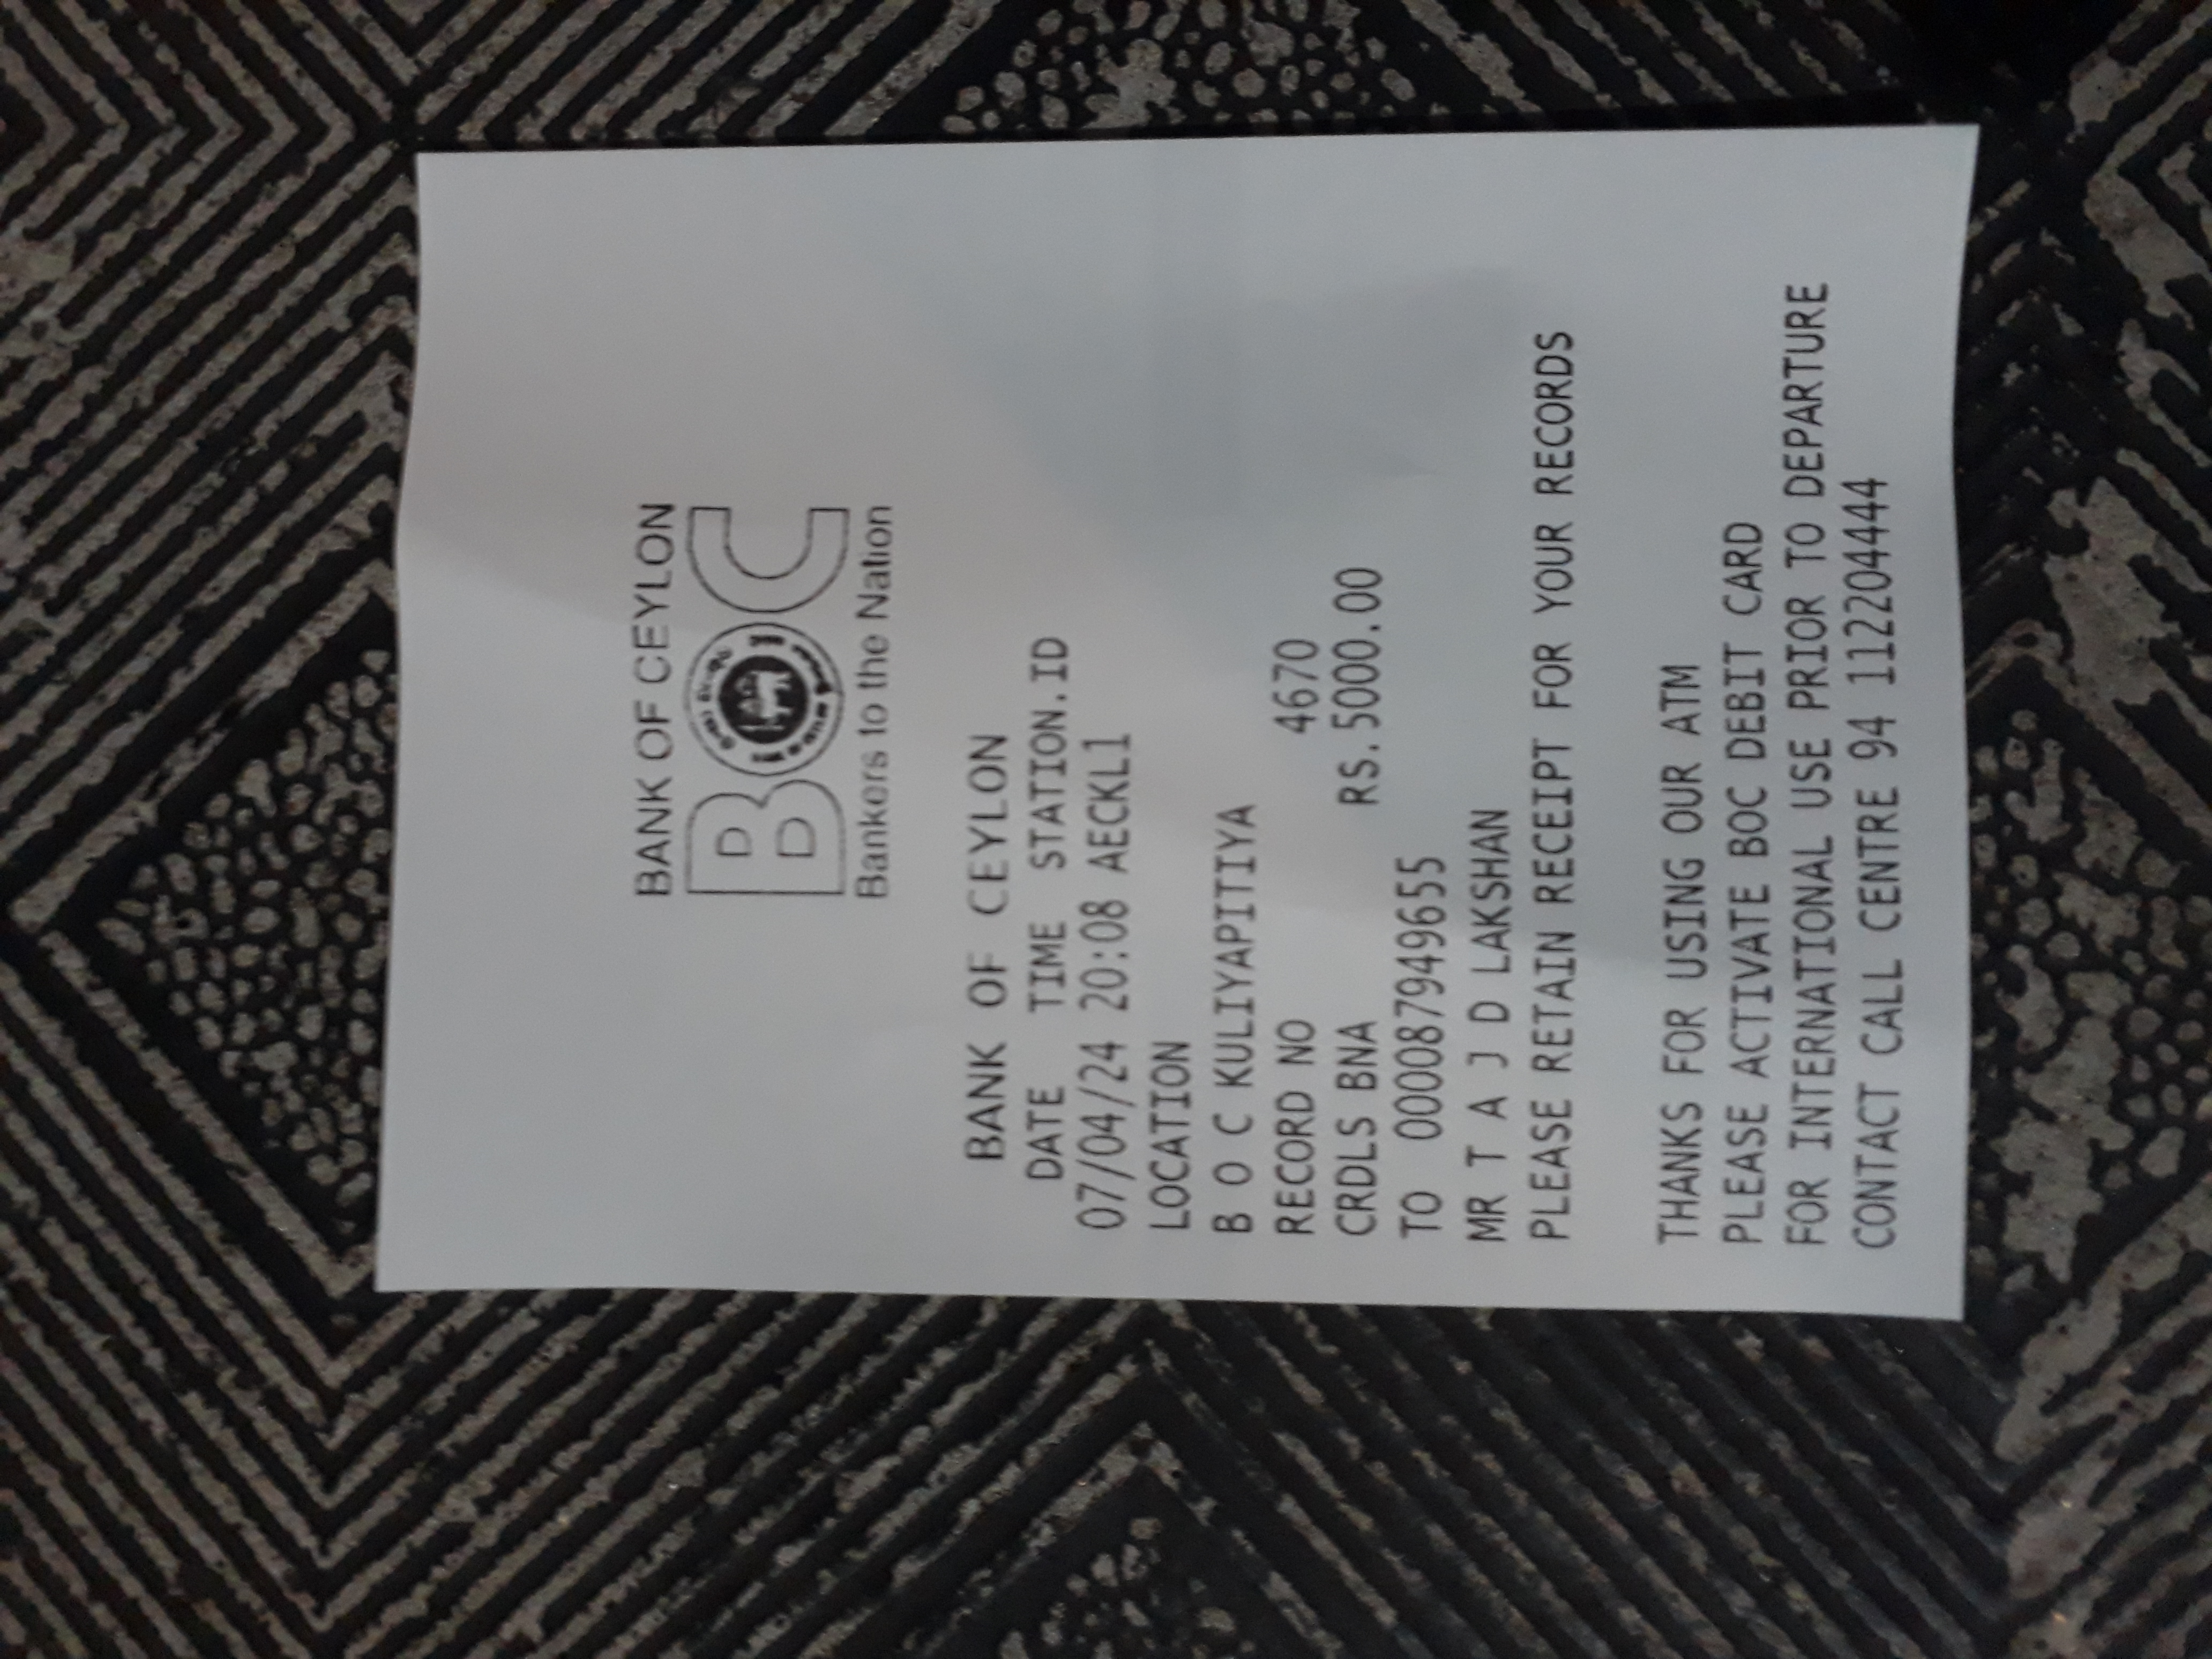 BANK OF CEYLON
BOC
Bankers to the Nation
BANK OF CEYLON
DATE TIME STATION.ID
07/04/24 20:08 AECKL11
LOCATION
B O C KULIYAPITIYA
RECORD NO 4670
CRDLS BNA RS.5000.00
TO 000087949655
MR T A J D LAKSHAN
PLEASE RETAIN RECEIPT FOR YOUR RECORDS
THANKS FOR USING OUR ATM
PLEASE ACTIVATE BOC DEBIT CARD
FOR INTERNATIONAL USE PRIOR TO DEPARTURE
CONTACT CALL CENTRE 94 112204444